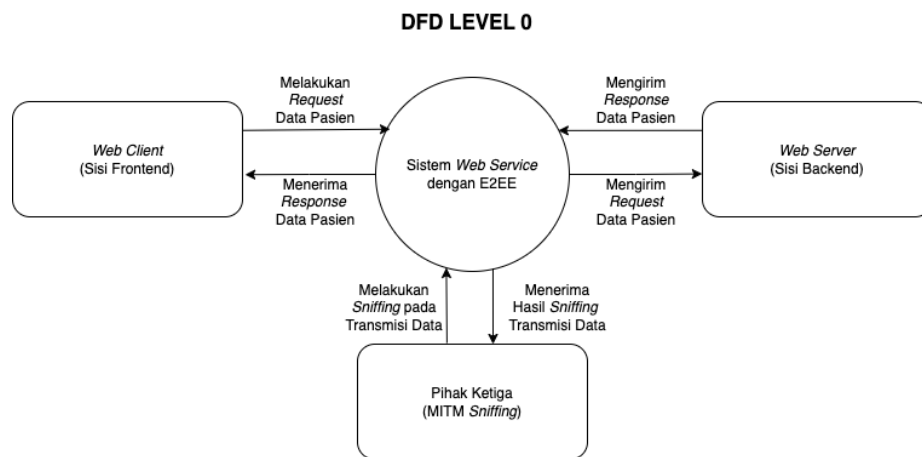 DFD LEVEL 0
Melakukan
Request
Data Pasien
Mengirim
Response
Data Pasien
Web Client
(Sisi Frontend)
Sistem Web Service
dengan E2EE
Web Server
(Sisi Backend)
Menerima
Response
Data Pasien
Mengirim
Request
Data Pasien
Melakukan
Sniffing pada
Transmisi Data
Menerima
Hasil Sniffing
Transmisi Data
Pihak Ketiga
(MITM Sniffing)